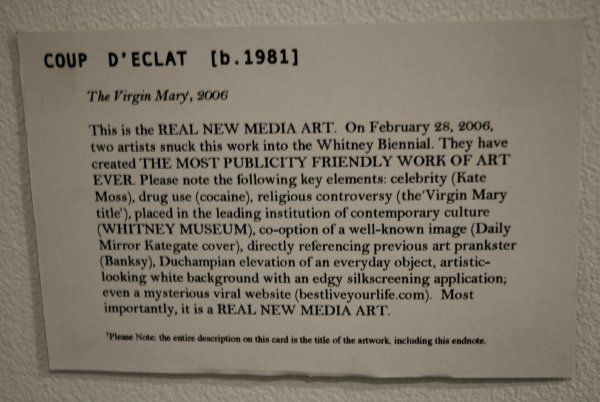 COUP D'ECLAT [b.1981]
The Virgin Mary', 2006
This is the REAL NEW MEDIA ART. On February 28, 2006,
two artists snuck this work into the Whitney Biennial. They have
created THE MOST PUBLICITY FRIENDLY WORK OF ART
EVER. Please note the following key elements: celebrity (Kate
Moss), drug use (cocaine), religious controversy (the'Virgin Mary
title'), placed in the leading institution of contemporary culture
(WHITNEY MUSEUM), co-option of a well-known image (Daily
Mirror Kategate cover), directly referencing previous art prankster
(Banksy), Duchampian elevation of an everyday object, artistic-
looking white background with an edgy silkscreening application;
even a mysterious viral website (bestliveyourlife.com). Most
importantly, it is a REAL NEW MEDIA ART.
¹Please Note: the entire description on this card is the title of the artwork, including this endnote.